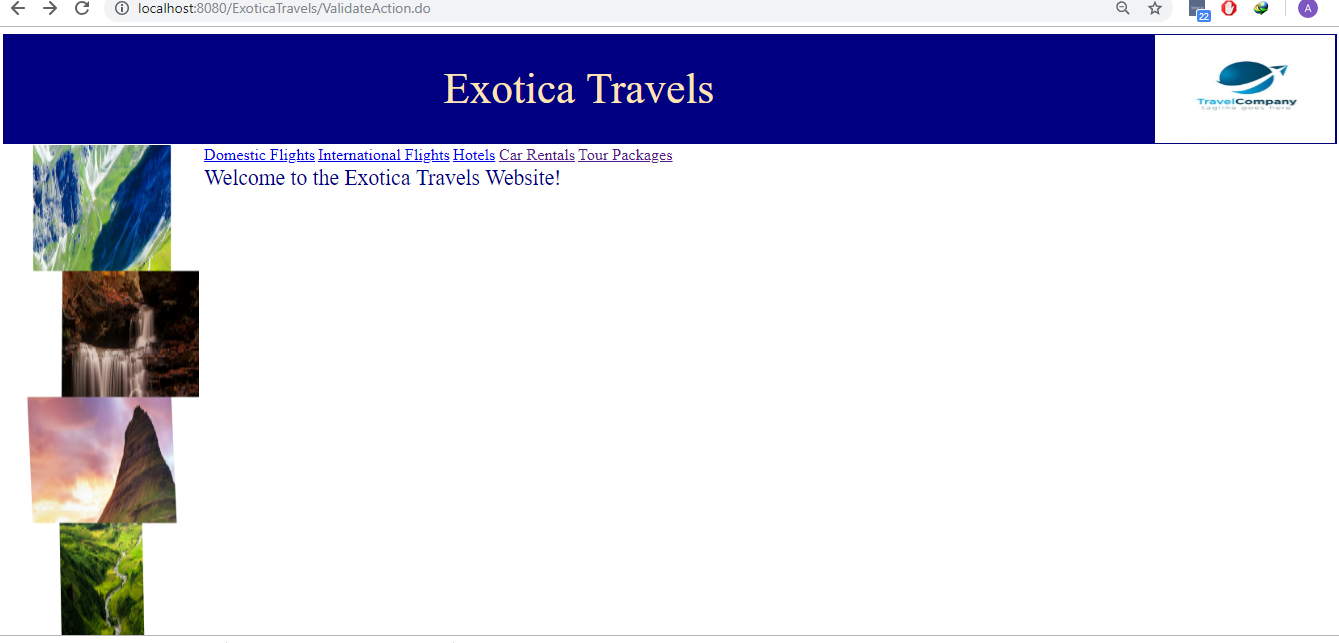 localhost:8080/ExoticaTravels/ValidateAction.do
22
A
Exotica Travels
TravelCompany
tagline goes here
Domestic Flights International Flights Hotels Car Rentals Tour Packages
Welcome to the Exotica Travels Website!